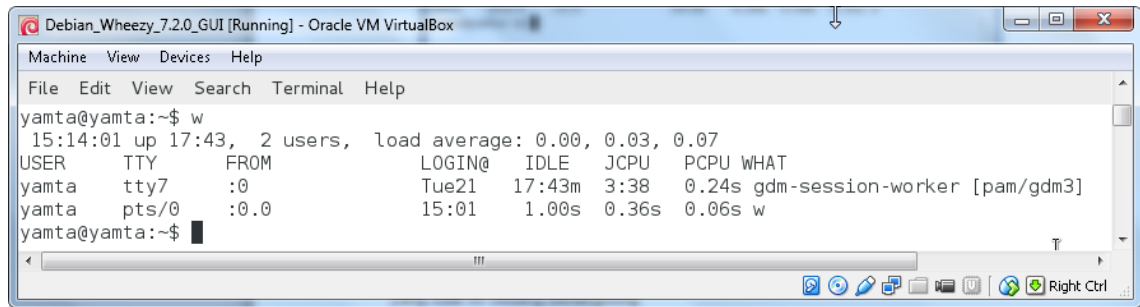 Debian_Wheezy_7.2.0_GUI [Running] - Oracle VM VirtualBox
Machine View Devices Help
File Edit View Search Terminal Help
yamta@yamta:~$ w
 15:14:01 up 17:43,  2 users,  load average: 0.00, 0.03, 0.07
USER     TTY      FROM              LOGIN@   IDLE   JCPU   PCPU WHAT
yamta    tty7     :0                Tue21   17:43m  3:38   0.24s gdm-session-worker [pam/gdm3]
yamta    pts/0    :0.0              15:01    1.00s  0.36s  0.06s w
yamta@yamta:~$
Right Ctrl